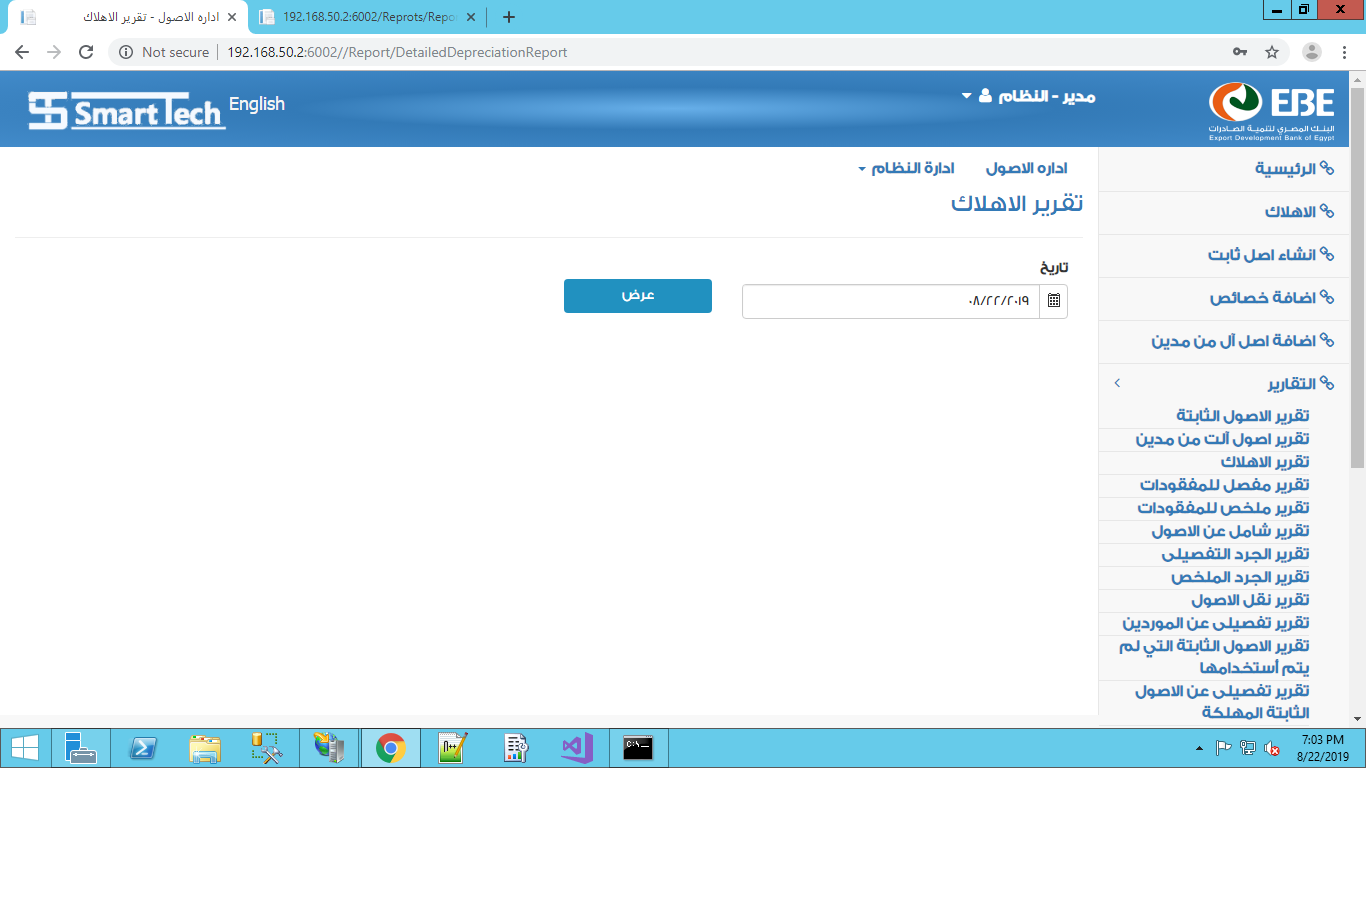 اداره الاصول - تقرير الاهلاك
192.168.50.2:6002/Reprots/Repo
Not secure
192.168.50.2:6002//Report/DetailedDepreciationReport
SmartTech
English
مدير - النظام
EBE
البنك المصري لتنمية الصادرات
Export Development Bank of Egypt
اداره الاصول
ادارة النظام
تقرير الاهلاك
تاريخ
٠٨/٢٢/٢٠١٩
عرض
الرئيسية
الاهلاك
انشاء اصل ثابت
اضافة خصائص
اضافة اصل آل من مدين
التقارير
تقرير الاصول الثابتة
تقرير اصول آلت من مدين
تقرير الاهلاك
تقرير مفصل للمفقودات
تقرير ملخص للمفقودات
تقرير شامل عن الاصول
تقرير الجرد التفصيلى
تقرير الجرد الملخص
تقرير نقل الاصول
تقرير تفصيلى عن الموردين
تقرير الاصول الثابتة التي لم
يتم أستخدامها
تقرير تفصيلى عن الاصول
الثابتة المهلكة
7:03 PM
8/22/2019